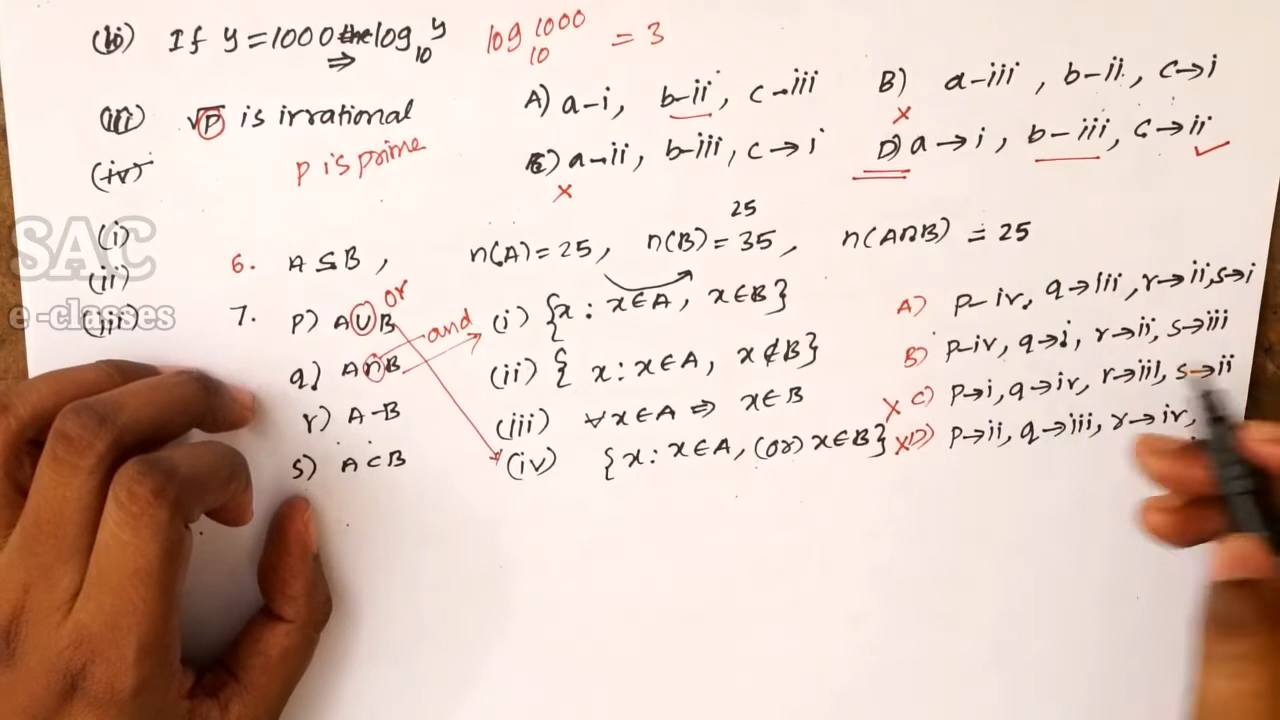 (ii) If y = 1000 the log₁₀ y log₁₀ 1000 = 3
⇒
(iii) √P is irrational
P is prime
(iv)
A) a-i, b-ii, c-iii B) a-iii, b-ii, c→i
C) a-ii, b-iii, c→i D) a→i, b-iii, c→ii
(i)
(ii)
(iii)
SAC
e-classes
25
6. A⊆B, n(A)=25, n(B)=35, n(A∩B) = 25
7. p) A∪B or (i) {x : x∈A, x∈B}
q) A∩B and (ii) { x : x∈A, x∉B}
r) A-B (iii) ∀x∈A ⇒ x∈B
s) A⊂B (iv) {x : x∈A, (or) x∈B}
A) p-iv, q→iii, r→ii, s→i
B) p-iv, q→i, r→ii, s→iii
C) p→i, q→iv, r→iii, s→ii
D) p→ii, q→iii, r→iv,